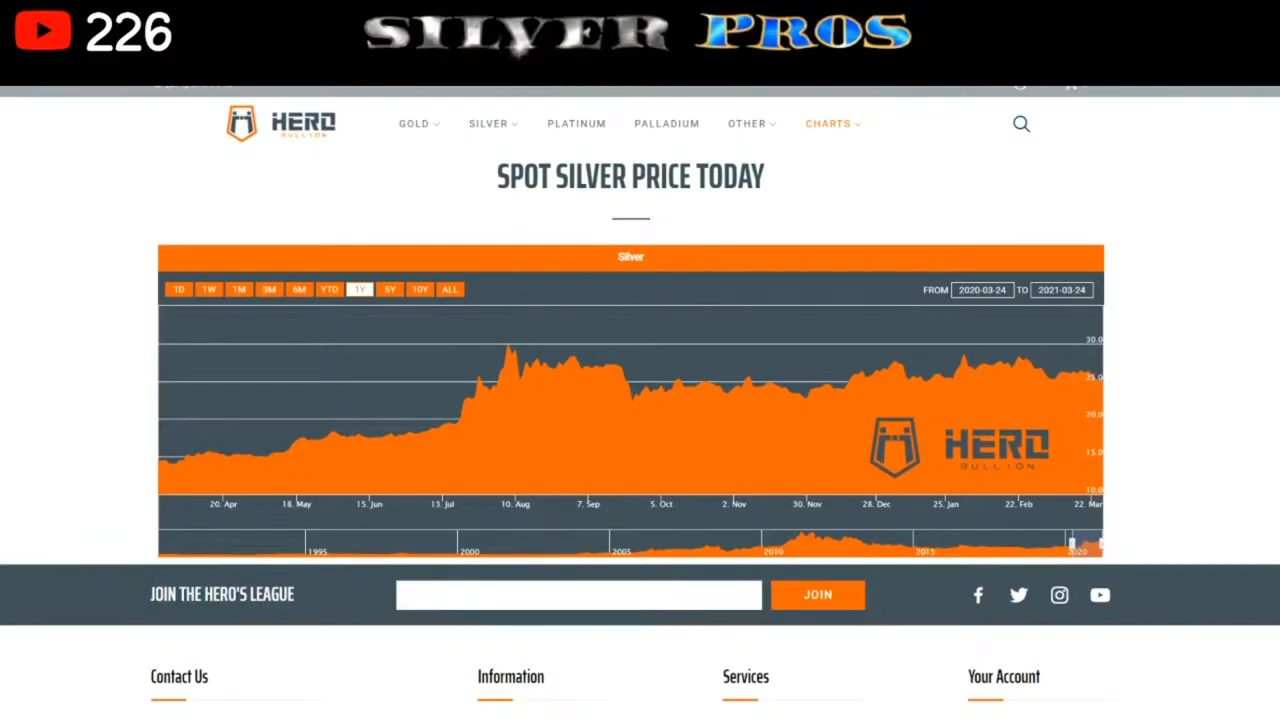 226
SILVER PROS
HERO
BULLION
GOLD SILVER PLATINUM PALLADIUM OTHER CHARTS
SPOT SILVER PRICE TODAY
Silver
1D 1W 1M 3M 6M YTD 1Y 5Y 10Y ALL
FROM 2020-03-24 TO 2021-03-24
30.0
25.0
20.0
15.0
10.0
HERO
BULLION
20. Apr 18. May 15. Jun 13. Jul 10. Aug 7. Sep 5. Oct 2. Nov 30. Nov 28. Dec 25. Jan 22. Feb 22. Mar
1995 2000 2005 2010 2015 2020
JOIN THE HERO'S LEAGUE
JOIN
Contact Us Information Services Your Account